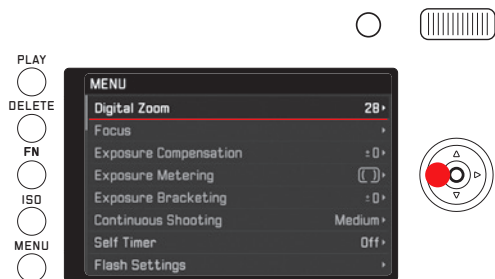 PLAY
DELETE
FN
ISO
MENU
MENU
Digital Zoom 28
Focus
Exposure Compensation ±0
Exposure Metering
Exposure Bracketing ±0
Continuous Shooting Medium
Self Timer Off
Flash Settings